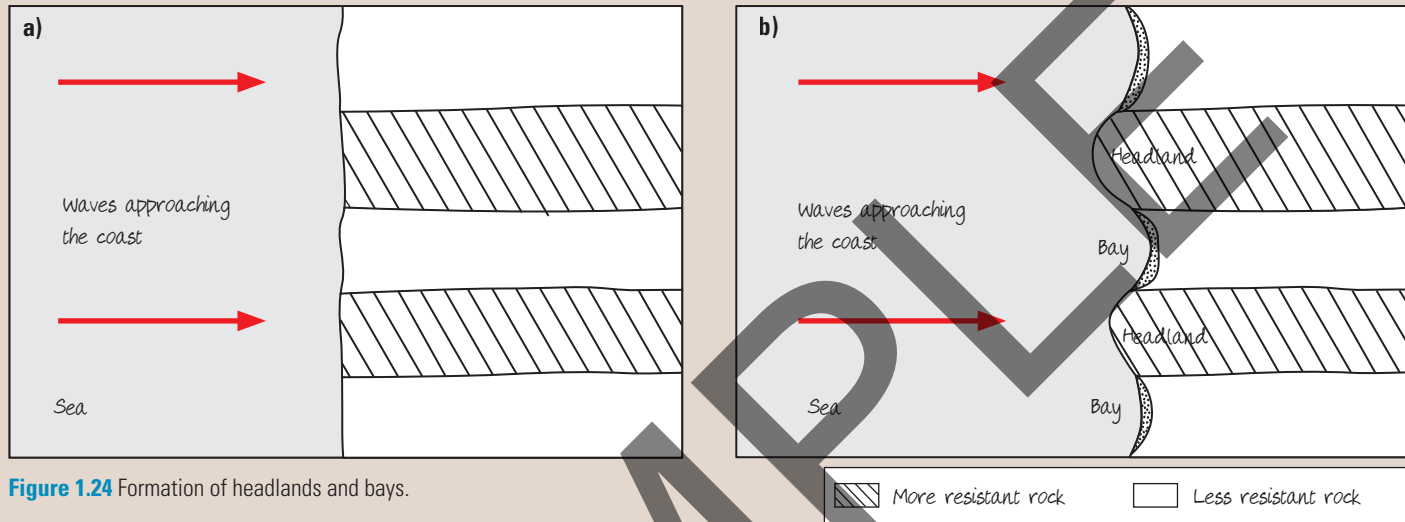 a)
Waves approaching
the coast
Sea
b)
Headland
Waves approaching
the coast
Bay
Headland
Sea
Bay
Figure 1.24 Formation of headlands and bays.
More resistant rock
Less resistant rock
MPLE